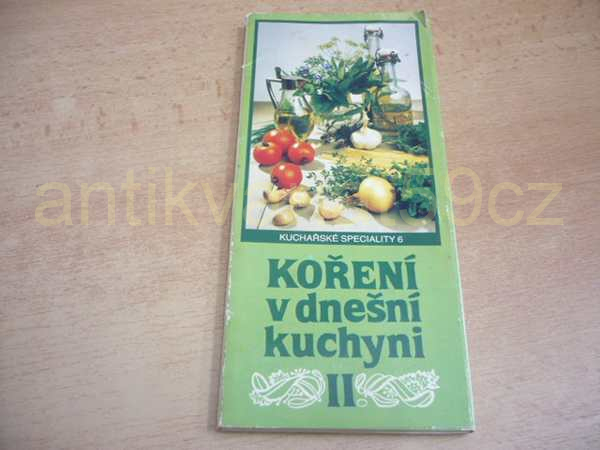 KUCHAŘSKÉ SPECIALITY 6
KOŘENÍ
v dnešní
kuchyni
II.